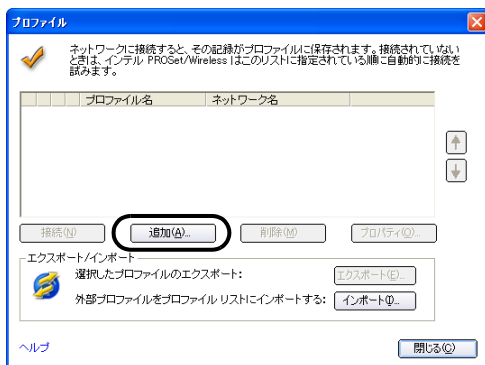 プロファイル
ネットワークに接続すると、その記録がプロファイルに保存されます。接続されていない
ときは、インテル PROSet/Wireless はこのリストに指定されている順に自動的に接続を
試みます。
プロファイル名 ネットワーク名
接続(N) 追加(A)... 削除(M) プロパティ(O)...
エクスポート/インポート
選択したプロファイルのエクスポート: エクスポート(E)...
外部プロファイルをプロファイル リストにインポートする: インポート(I)...
ヘルプ 閉じる(C)